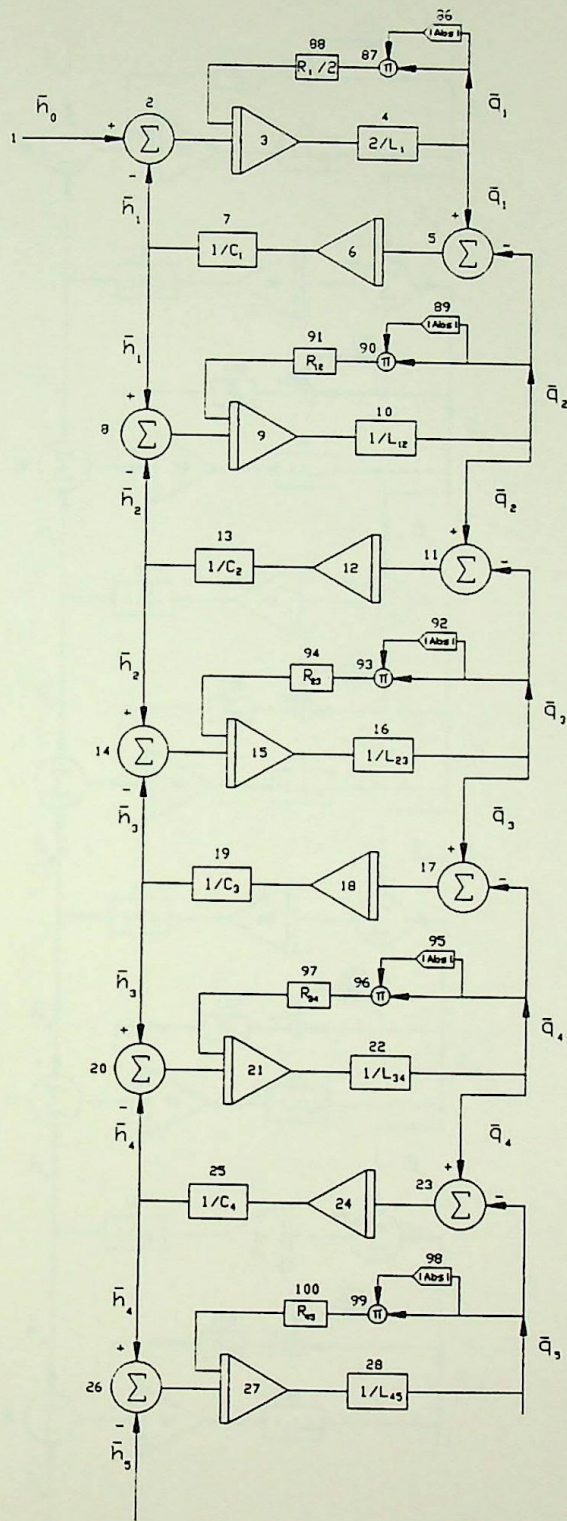 86
88
87
|Abs|
R₁/2
π
h̄₀
2
4
q̄₁
1
+
Σ
3
2/L₁
-
h̄₁
7
q̄₁
1/C₁
6
5
+
Σ
-
h̄₁
89
91
90
|Abs|
R₁₂
π
+
10
q̄₂
8
Σ
9
1/L₁₂
-
h̄₂
13
q̄₂
1/C₂
12
11
+
Σ
-
92
h̄₂
94
93
|Abs|
R₂₃
π
+
16
q̄₃
14
Σ
15
1/L₂₃
-
h̄₃
19
q̄₃
1/C₃
18
17
+
Σ
-
95
h̄₃
97
96
|Abs|
R₃₄
π
+
22
q̄₄
20
Σ
21
1/L₃₄
-
h̄₄
25
q̄₄
1/C₄
24
23
+
Σ
-
98
h̄₄
100
99
|Abs|
π
+
28
q̄₅
26
Σ
27
1/L₄₅
-
h̄₅